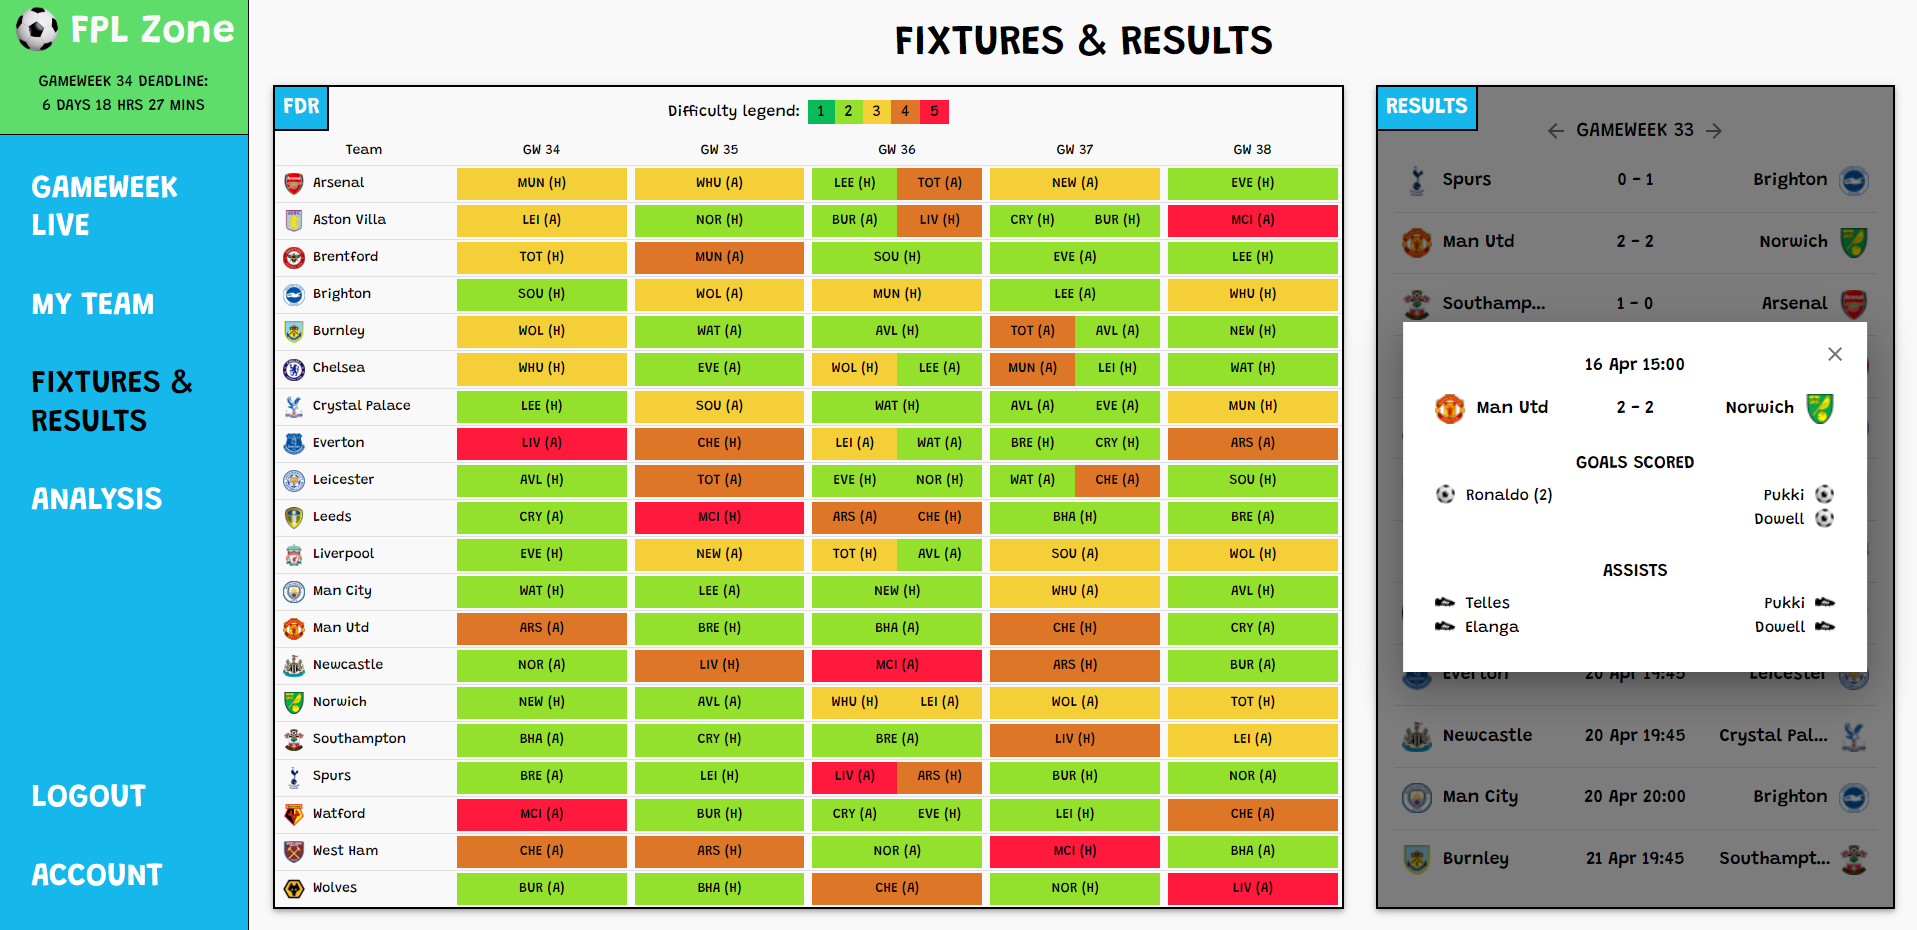 FPL Zone
GAMEWEEK 34 DEADLINE:
6 DAYS 18 HRS 27 MINS
GAMEWEEK
LIVE
MY TEAM
FIXTURES &
RESULTS
ANALYSIS
LOGOUT
ACCOUNT
FIXTURES & RESULTS
FDR
Difficulty legend: 1 2 3 4 5
Team GW 34 GW 35 GW 36 GW 37 GW 38
Arsenal MUN (H) WHU (A) LEE (H) TOT (A) NEW (A) EVE (H)
Aston Villa LEI (A) NOR (H) BUR (A) LIV (H) CRY (H) BUR (H) MCI (A)
Brentford TOT (H) MUN (A) SOU (H) EVE (A) LEE (H)
Brighton SOU (H) WOL (A) MUN (H) LEE (A) WHU (H)
Burnley WOL (H) WAT (A) AVL (H) TOT (A) AVL (A) NEW (H)
Chelsea WHU (H) EVE (A) WOL (H) LEE (A) MUN (A) LEI (H) WAT (H)
Crystal Palace LEE (H) SOU (A) WAT (H) AVL (A) EVE (A) MUN (H)
Everton LIV (A) CHE (H) LEI (A) WAT (A) BRE (H) CRY (H) ARS (A)
Leicester AVL (H) TOT (A) EVE (H) NOR (H) WAT (A) CHE (A) SOU (H)
Leeds CRY (A) MCI (H) ARS (A) CHE (H) BHA (H) BRE (A)
Liverpool EVE (H) NEW (A) TOT (H) AVL (A) SOU (A) WOL (H)
Man City WAT (H) LEE (A) NEW (H) WHU (A) AVL (H)
Man Utd ARS (A) BRE (H) BHA (A) CHE (H) CRY (A)
Newcastle NOR (A) LIV (H) MCI (A) ARS (H) BUR (A)
Norwich NEW (H) AVL (A) WHU (H) LEI (A) WOL (A) TOT (H)
Southampton BHA (A) CRY (H) BRE (A) LIV (H) LEI (A)
Spurs BRE (A) LEI (H) LIV (A) ARS (H) BUR (H) NOR (A)
Watford MCI (A) BUR (H) CRY (A) EVE (H) LEI (H) CHE (A)
West Ham CHE (A) ARS (H) NOR (A) MCI (H) BHA (A)
Wolves BUR (A) BHA (H) CHE (A) NOR (H) LIV (A)
RESULTS
← GAMEWEEK 33 →
Spurs 0 - 1 Brighton
Man Utd 2 - 2 Norwich
Southamp... 1 - 0 Arsenal
16 Apr 15:00
Man Utd 2 - 2 Norwich
GOALS SCORED
Ronaldo (2) Pukki
Dowell
ASSISTS
Telles Pukki
Elanga Dowell
Everton 20 Apr 19:45 Leicester
Newcastle 20 Apr 19:45 Crystal Pal...
Man City 20 Apr 20:00 Brighton
Burnley 21 Apr 19:45 Southampt...